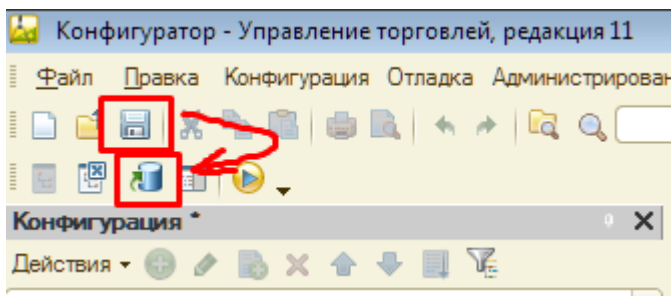 Конфигуратор - Управление торговлей, редакция 11
Файл Правка Конфигурация Отладка Администрирован
Конфигурация *
Действия